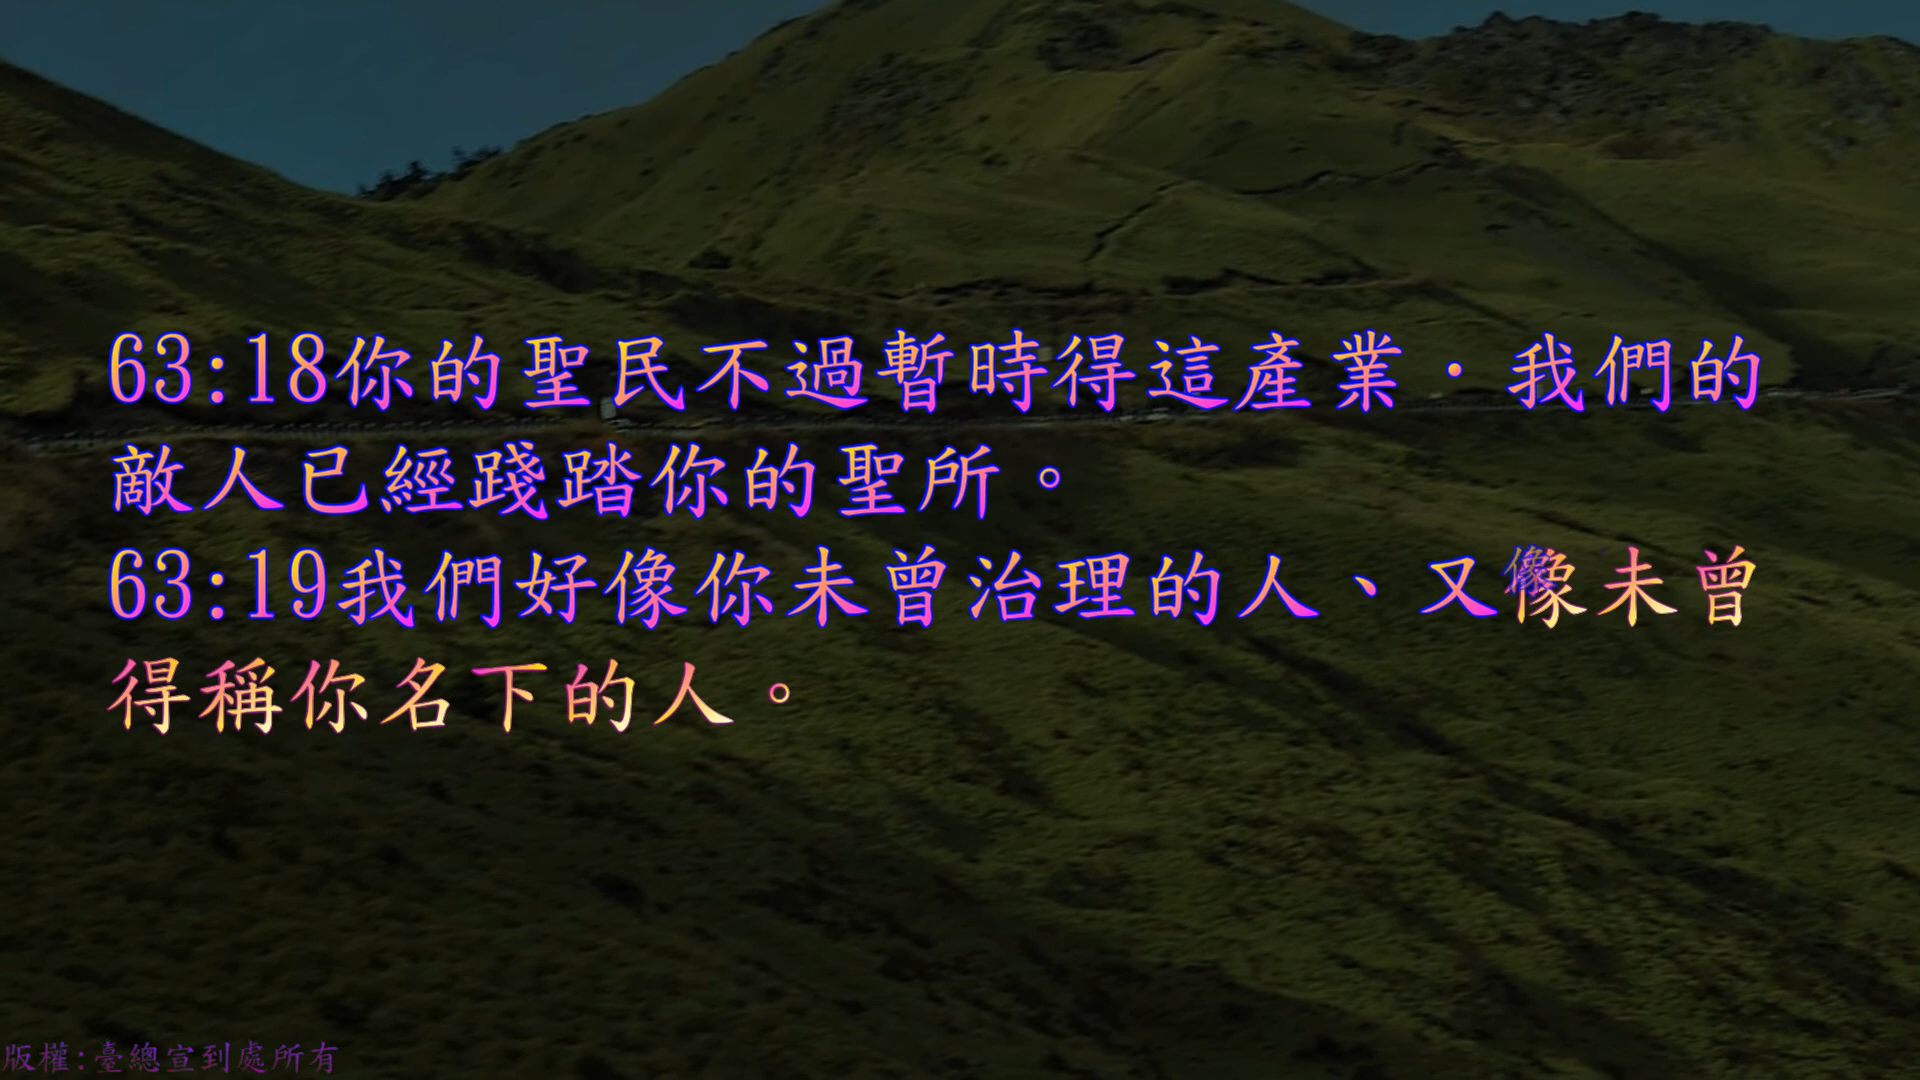 63:18你的聖民不過暫時得這產業．我們的
敵人已經踐踏你的聖所。
63:19我們好像你未曾治理的人、又像未曾
得稱你名下的人。
版權:臺總宣到處所有